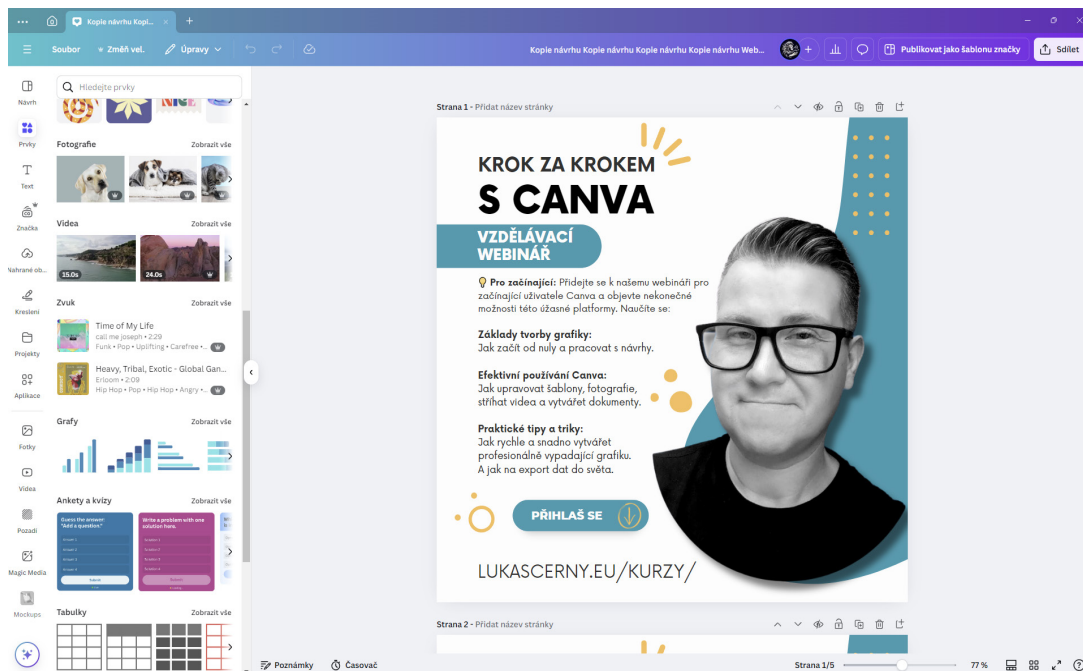 Kopie návrhu Kopi...
Soubor
Změň vel.
Úpravy
Kopie návrhu Kopie návrhu Kopie návrhu Kopie návrhu Web...
Publikovat jako šablonu značky
Sdílet
Návrh
Prvky
Text
Značka
Nahrané ob...
Kreslení
Projekty
Aplikace
Fotky
Videa
Pozadí
Magic Media
Mockups
Hledejte prvky
NICE
Fotografie
Zobrazit vše
Videa
Zobrazit vše
15.0s
24.0s
Zvuk
Zobrazit vše
Time of My Life
call me joseph • 2:29
Funk • Pop • Uplifting • Carefree •...
Heavy, Tribal, Exotic - Global Gan...
Erloom • 2:09
Hip Hop • Pop • Hip Hop • Angry •...
Grafy
Zobrazit vše
Ankety a kvízy
Zobrazit vše
Guess the answer:
"Add a question."
Write a problem with one
solution here.
Tabulky
Zobrazit vše
Strana 1 - Přidat název stránky
KROK ZA KROKEM
S CANVA
VZDĚLÁVACÍ
WEBINÁŘ
Pro začínající: Přidejte se k našemu webináři pro
začínající uživatele Canva a objevte nekonečné
možnosti této úžasné platformy. Naučíte se:
Základy tvorby grafiky:
Jak začít od nuly a pracovat s návrhy.
Efektivní používání Canva:
Jak upravovat šablony, fotografie,
stříhat videa a vytvářet dokumenty.
Praktické tipy a triky:
Jak rychle a snadno vytvářet
profesionálně vypadající grafiku.
A jak na export dat do světa.
PŘIHLAŠ SE
LUKASCERNY.EU/KURZY/
Strana 2 - Přidat název stránky
Poznámky
Časovač
Strana 1/5
77 %